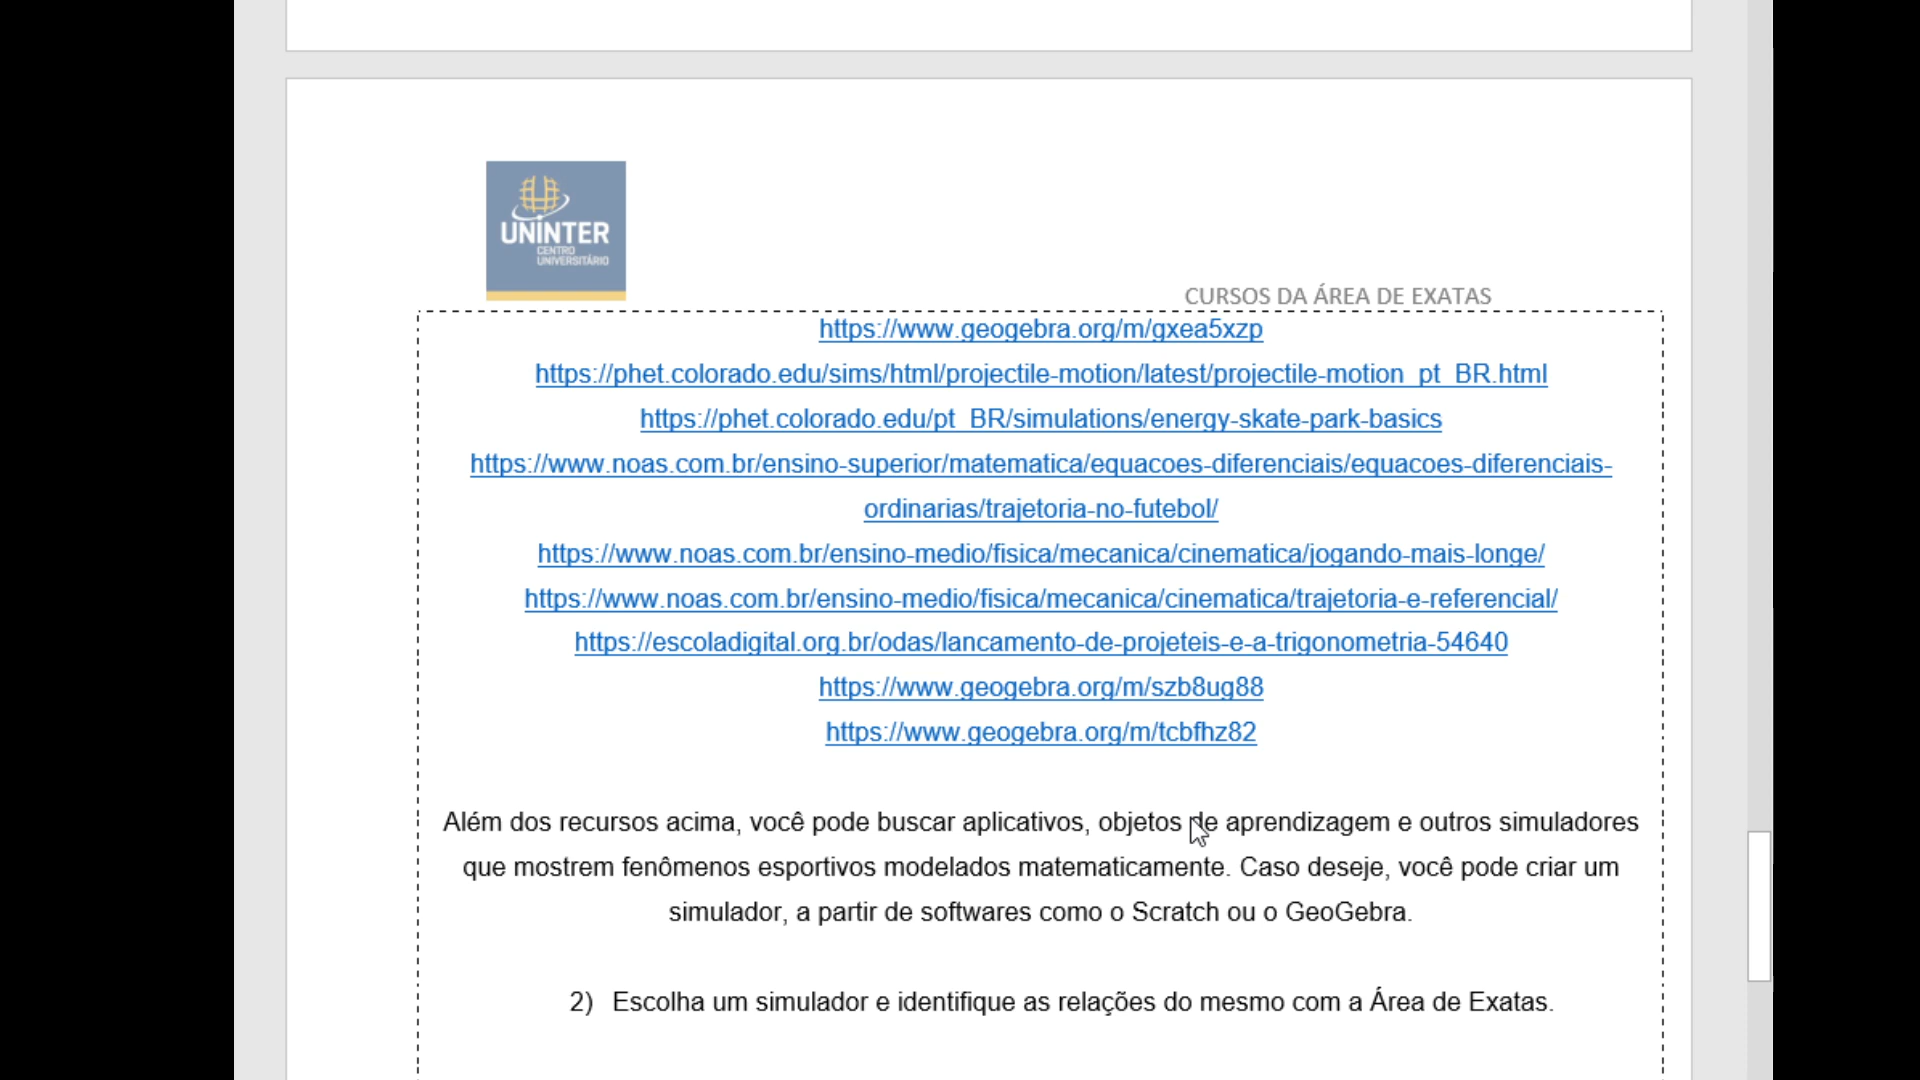 UNINTER
CENTRO
UNIVERSITÁRIO
CURSOS DA ÁREA DE EXATAS
https://www.geogebra.org/m/gxea5xzp
https://phet.colorado.edu/sims/html/projectile-motion/latest/projectile-motion_pt_BR.html
https://phet.colorado.edu/pt_BR/simulations/energy-skate-park-basics
https://www.noas.com.br/ensino-superior/matematica/equacoes-diferenciais/equacoes-diferenciais-
ordinarias/trajetoria-no-futebol/
https://www.noas.com.br/ensino-medio/fisica/mecanica/cinematica/jogando-mais-longe/
https://www.noas.com.br/ensino-medio/fisica/mecanica/cinematica/trajetoria-e-referencial/
https://escoladigital.org.br/odas/lancamento-de-projeteis-e-a-trigonometria-54640
https://www.geogebra.org/m/szb8ug88
https://www.geogebra.org/m/tcbfhz82
Além dos recursos acima, você pode buscar aplicativos, objetos de aprendizagem e outros simuladores
que mostrem fenômenos esportivos modelados matematicamente. Caso deseje, você pode criar um
simulador, a partir de softwares como o Scratch ou o GeoGebra.
2) Escolha um simulador e identifique as relações do mesmo com a Área de Exatas.